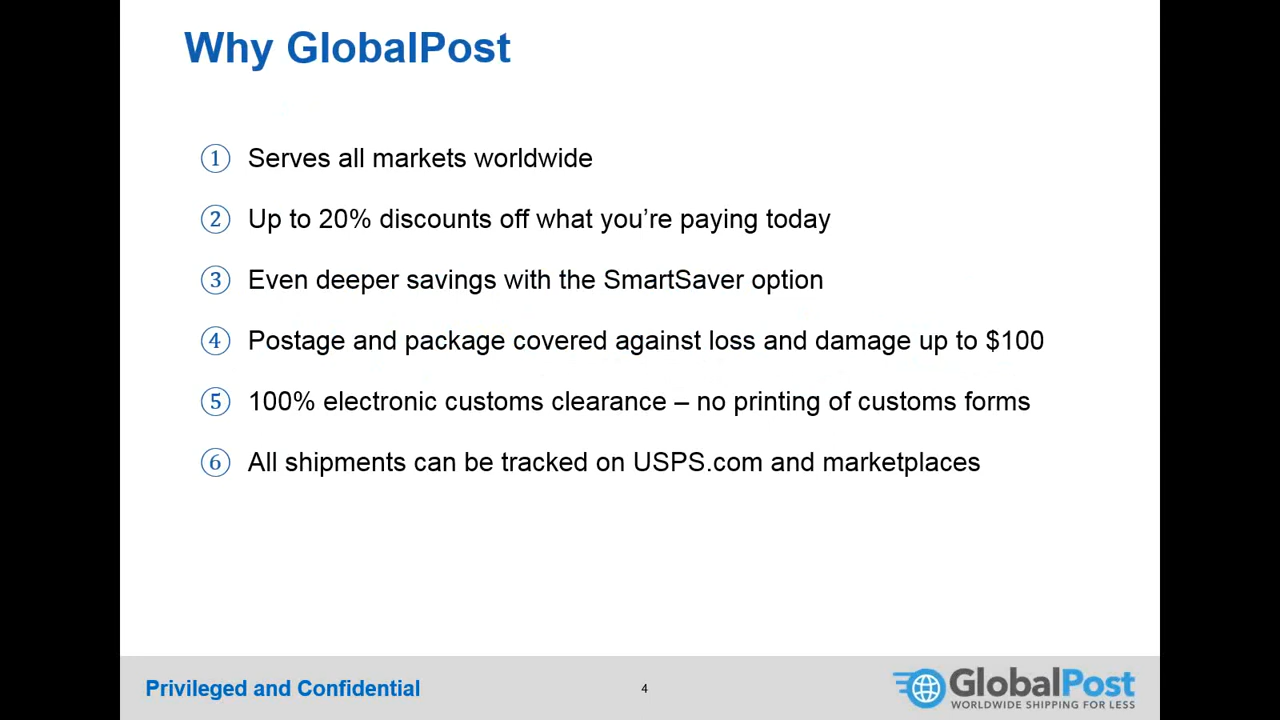 Why GlobalPost
① Serves all markets worldwide
② Up to 20% discounts off what you’re paying today
③ Even deeper savings with the SmartSaver option
④ Postage and package covered against loss and damage up to $100
⑤ 100% electronic customs clearance – no printing of customs forms
⑥ All shipments can be tracked on USPS.com and marketplaces
Privileged and Confidential
4
GlobalPost
WORLDWIDE SHIPPING FOR LESS